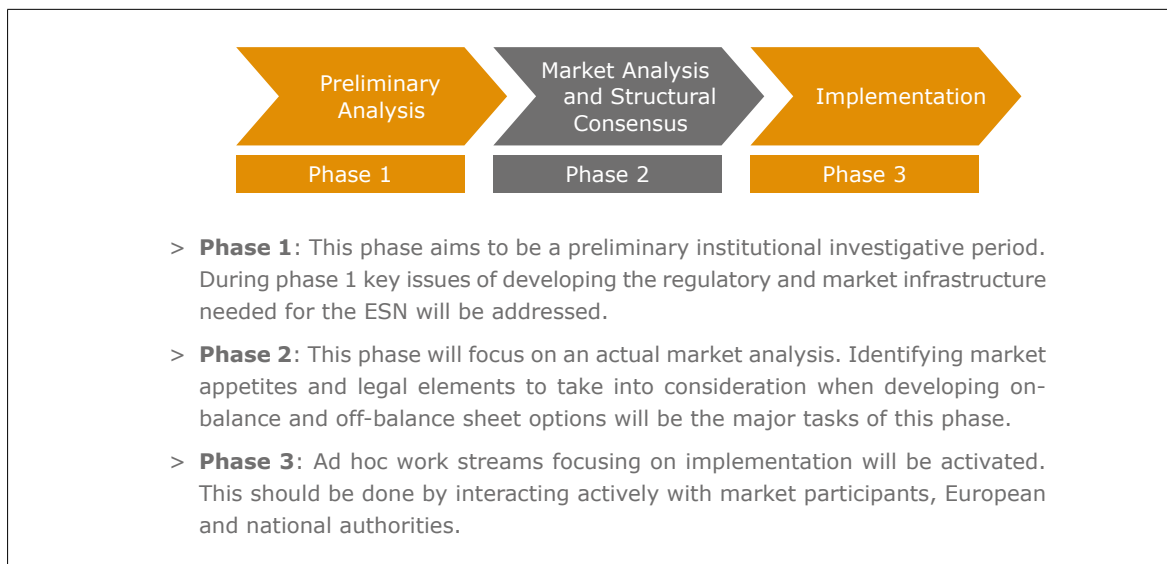 Preliminary
Analysis
Market Analysis
and Structural
Consensus
Implementation
Phase 1
Phase 2
Phase 3
> Phase 1: This phase aims to be a preliminary institutional investigative period.
During phase 1 key issues of developing the regulatory and market infrastructure
needed for the ESN will be addressed.
> Phase 2: This phase will focus on an actual market analysis. Identifying market
appetites and legal elements to take into consideration when developing on-
balance and off-balance sheet options will be the major tasks of this phase.
> Phase 3: Ad hoc work streams focusing on implementation will be activated.
This should be done by interacting actively with market participants, European
and national authorities.